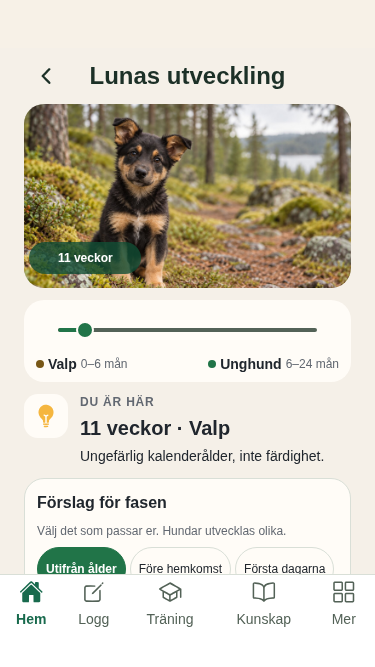 Lunas utveckling
11 veckor
Valp 0–6 mån
Unghund 6–24 mån
DU ÄR HÄR
11 veckor · Valp
Ungefärlig kalenderålder, inte färdighet.
Förslag för fasen
Välj det som passar er. Hundar utvecklas olika.
Utifrån ålder
Före hemkomst
Första dagarna
Hem
Logg
Träning
Kunskap
Mer